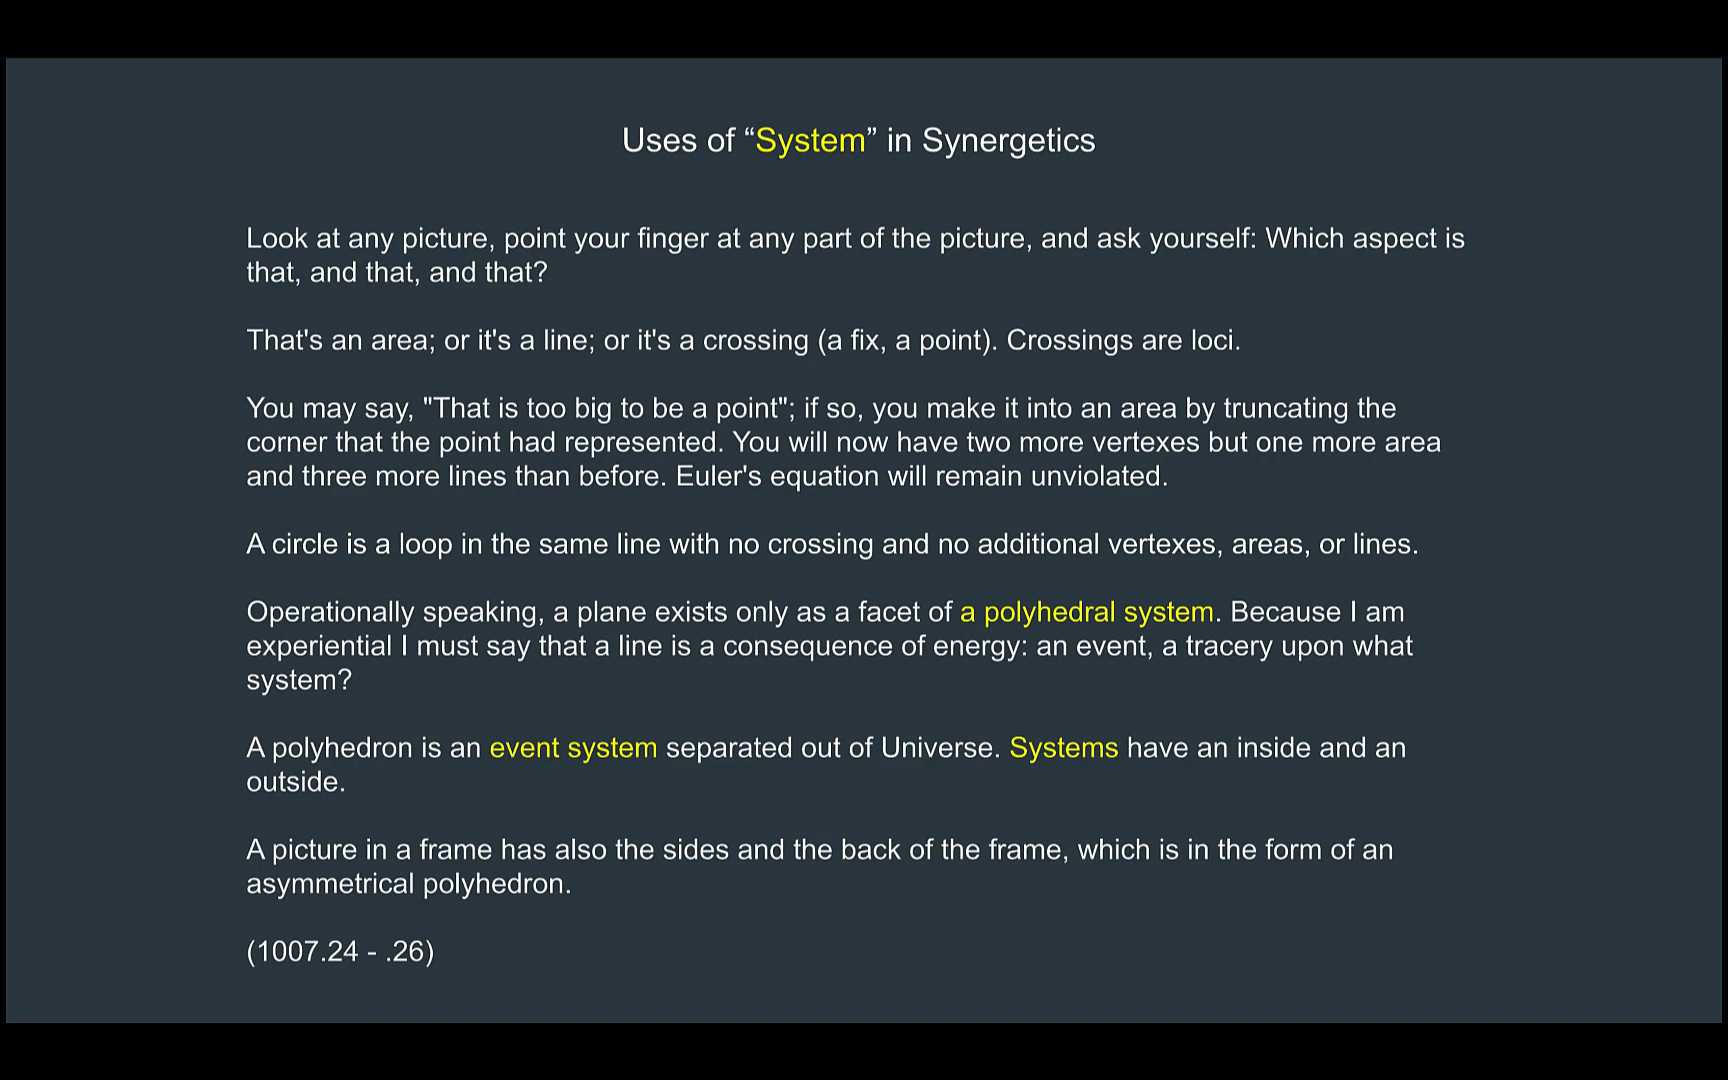 Uses of “System” in Synergetics
Look at any picture, point your finger at any part of the picture, and ask yourself: Which aspect is
that, and that, and that?
That's an area; or it's a line; or it's a crossing (a fix, a point). Crossings are loci.
You may say, "That is too big to be a point"; if so, you make it into an area by truncating the
corner that the point had represented. You will now have two more vertexes but one more area
and three more lines than before. Euler's equation will remain unviolated.
A circle is a loop in the same line with no crossing and no additional vertexes, areas, or lines.
Operationally speaking, a plane exists only as a facet of a polyhedral system. Because I am
experiential I must say that a line is a consequence of energy: an event, a tracery upon what
system?
A polyhedron is an event system separated out of Universe. Systems have an inside and an
outside.
A picture in a frame has also the sides and the back of the frame, which is in the form of an
asymmetrical polyhedron.
(1007.24 - .26)